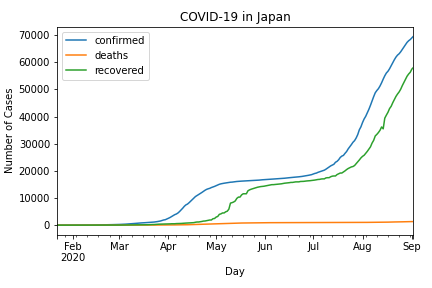 COVID-19 in Japan
confirmed
deaths
recovered
70000
60000
50000
40000
30000
20000
10000
0
Number of Cases
Feb Mar Apr May Jun Jul Aug Sep
2020
Day